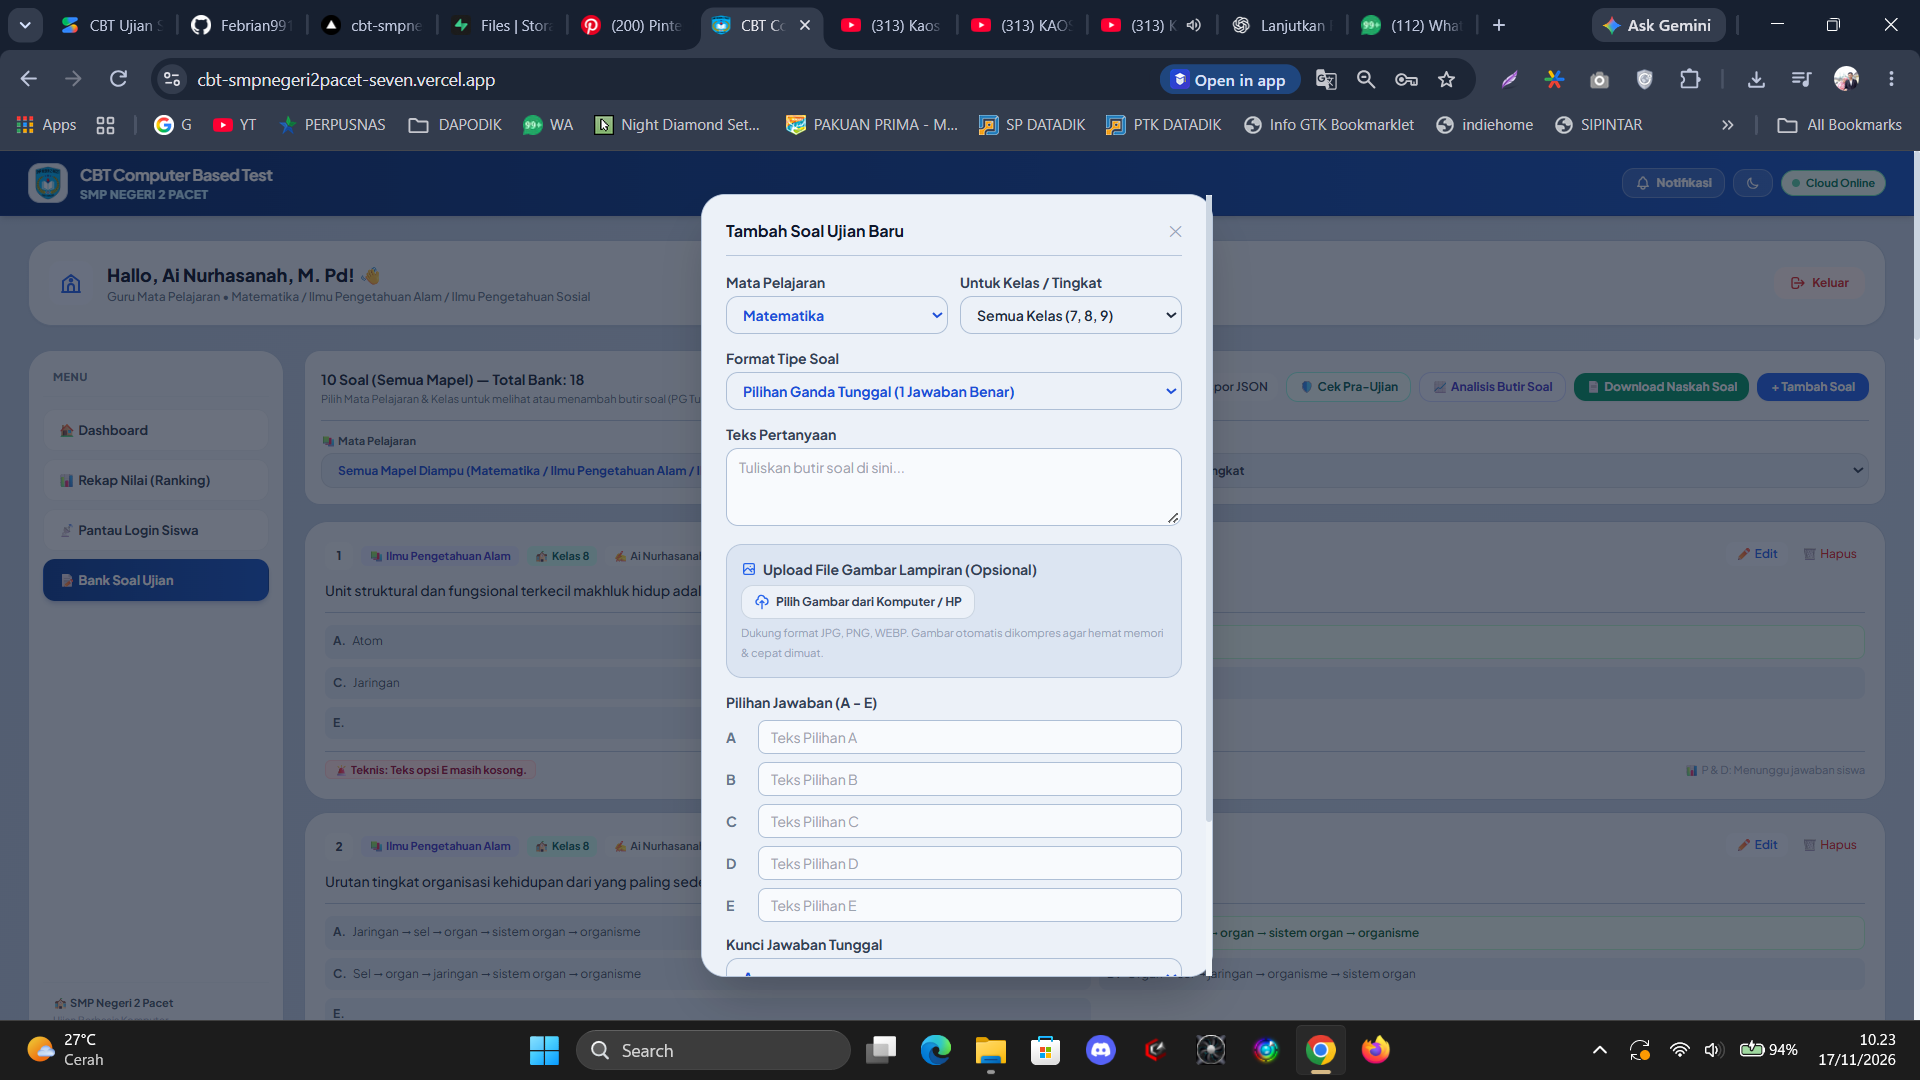 CBT Ujian S
Febrian991
cbt-smpne
Files | Stora
(200) Pinte
CBT Co
(313) Kaos
(313) KAOS
(313) K
Lanjutkan
(112) What
Ask Gemini
cbt-smpnegeri2pacet-seven.vercel.app
Open in app
Apps
G
YT
PERPUSNAS
DAPODIK
WA
Night Diamond Set...
PAKUAN PRIMA - M...
SP DATADIK
PTK DATADIK
Info GTK Bookmarklet
indiehome
SIPINTAR
All Bookmarks
CBT Computer Based Test
SMP NEGERI 2 PACET
Notifikasi
Cloud Online
Hallo, Ai Nurhasanah, M. Pd! 👋
Guru Mata Pelajaran • Matematika / Ilmu Pengetahuan Alam / Ilmu Pengetahuan Sosial
Keluar
MENU
Dashboard
Rekap Nilai (Ranking)
Pantau Login Siswa
Bank Soal Ujian
SMP Negeri 2 Pacet
10 Soal (Semua Mapel) — Total Bank: 18
Pilih Mata Pelajaran & Kelas untuk melihat atau menambah butir soal (PG Tu
por JSON
Cek Pra-Ujian
Analisis Butir Soal
Download Naskah Soal
+ Tambah Soal
Mata Pelajaran
ngkat
Semua Mapel Diampu (Matematika / Ilmu Pengetahuan Alam / I
1
Ilmu Pengetahuan Alam
Kelas 8
Ai Nurhasanah
Edit
Hapus
Unit struktural dan fungsional terkecil makhluk hidup adal
A. Atom
C. Jaringan
E.
Teknis: Teks opsi E masih kosong.
P & D: Menunggu jawaban siswa
2
Ilmu Pengetahuan Alam
Kelas 8
Ai Nurhasanah
Edit
Hapus
Urutan tingkat organisasi kehidupan dari yang paling sede
A. Jaringan → sel → organ → sistem organ → organisme
→ organ → sistem organ → organisme
C. Sel → organ → jaringan → sistem organ → organisme
jaringan → organisme → sistem organ
E.
Tambah Soal Ujian Baru
Mata Pelajaran
Untuk Kelas / Tingkat
Matematika
Semua Kelas (7, 8, 9)
Format Tipe Soal
Pilihan Ganda Tunggal (1 Jawaban Benar)
Teks Pertanyaan
Tuliskan butir soal di sini...
Upload File Gambar Lampiran (Opsional)
Pilih Gambar dari Komputer / HP
Dukung format JPG, PNG, WEBP. Gambar otomatis dikompres agar hemat memori
& cepat dimuat.
Pilihan Jawaban (A - E)
A
Teks Pilihan A
B
Teks Pilihan B
C
Teks Pilihan C
D
Teks Pilihan D
E
Teks Pilihan E
Kunci Jawaban Tunggal
27°C
Cerah
Search
94%
10.23
17/11/2026